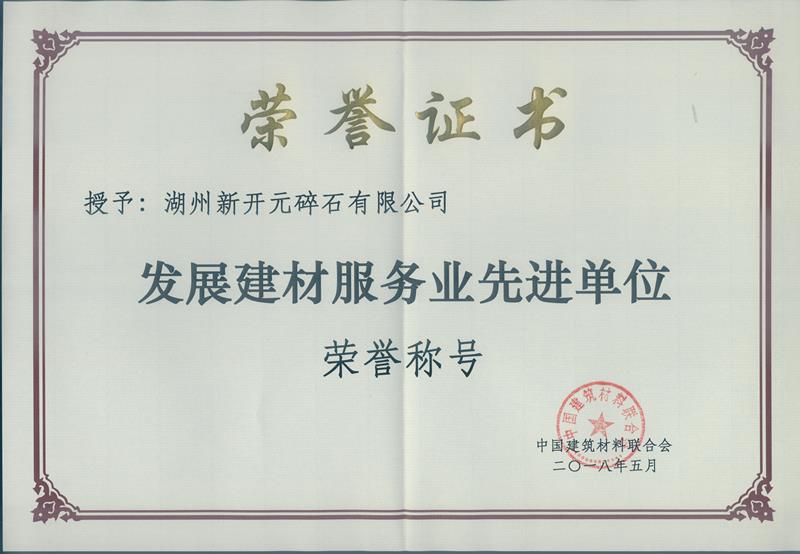 荣誉证书
授予：湖州新开元碎石有限公司
发展建材服务业先进单位
荣誉称号
中国建筑材料联合会
中国建筑材料联合会
二〇一八年五月